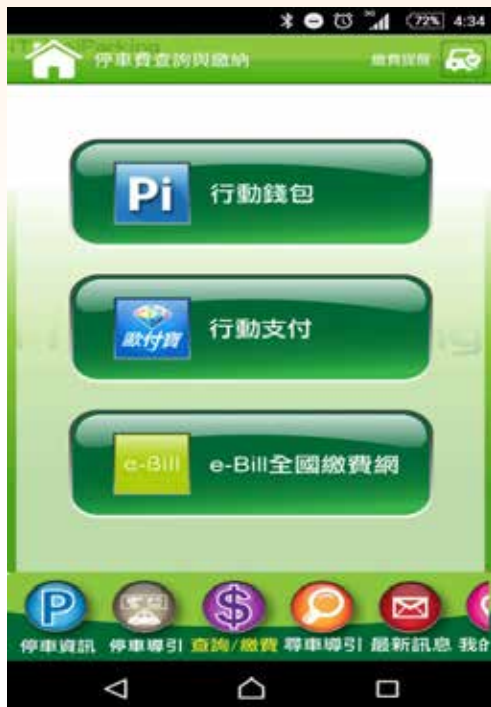 72% 4:34
停車費查詢與繳納
繳費提醒
Pi 行動錢包
歐付寶 行動支付
e-Bill e-Bill全國繳費網
停車資訊 停車導引 查詢/繳費 尋車導引 最新訊息 我的